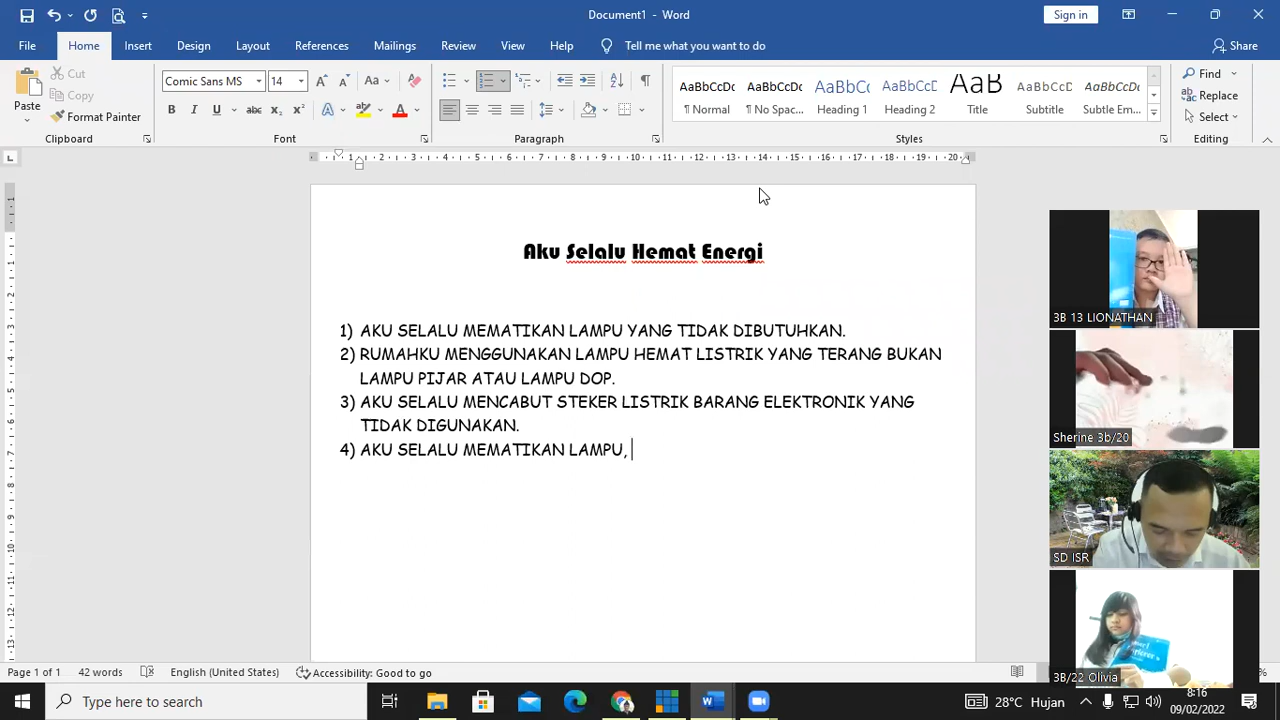 Document1 - Word
Sign in
File Home Insert Design Layout References Mailings Review View Help Tell me what you want to do Share
Paste
Cut
Copy
Format Painter
Clipboard
Comic Sans MS 14
Font
Paragraph
AaBbCcDc AaBbCcDc AaBbCcD AaBbCcD AaB AaBbCcD AaBbCcD
¶ Normal ¶ No Spac... Heading 1 Heading 2 Title Subtitle Subtle Em...
Styles
Find
Replace
Select
Editing
Aku Selalu Hemat Energi
1) AKU SELALU MEMATIKAN LAMPU YANG TIDAK DIBUTUHKAN.
2) RUMAHKU MENGGUNAKAN LAMPU HEMAT LISTRIK YANG TERANG BUKAN
LAMPU PIJAR ATAU LAMPU DOP.
3) AKU SELALU MENCABUT STEKER LISTRIK BARANG ELEKTRONIK YANG
TIDAK DIGUNAKAN.
4) AKU SELALU MEMATIKAN LAMPU,
3B 13 LIONATHAN
Sherine 3b/20
SD ISR
3B/22 Olivia
Page 1 of 1 42 words English (United States) Accessibility: Good to go
Type here to search
28°C Hujan
8:16
09/02/2022